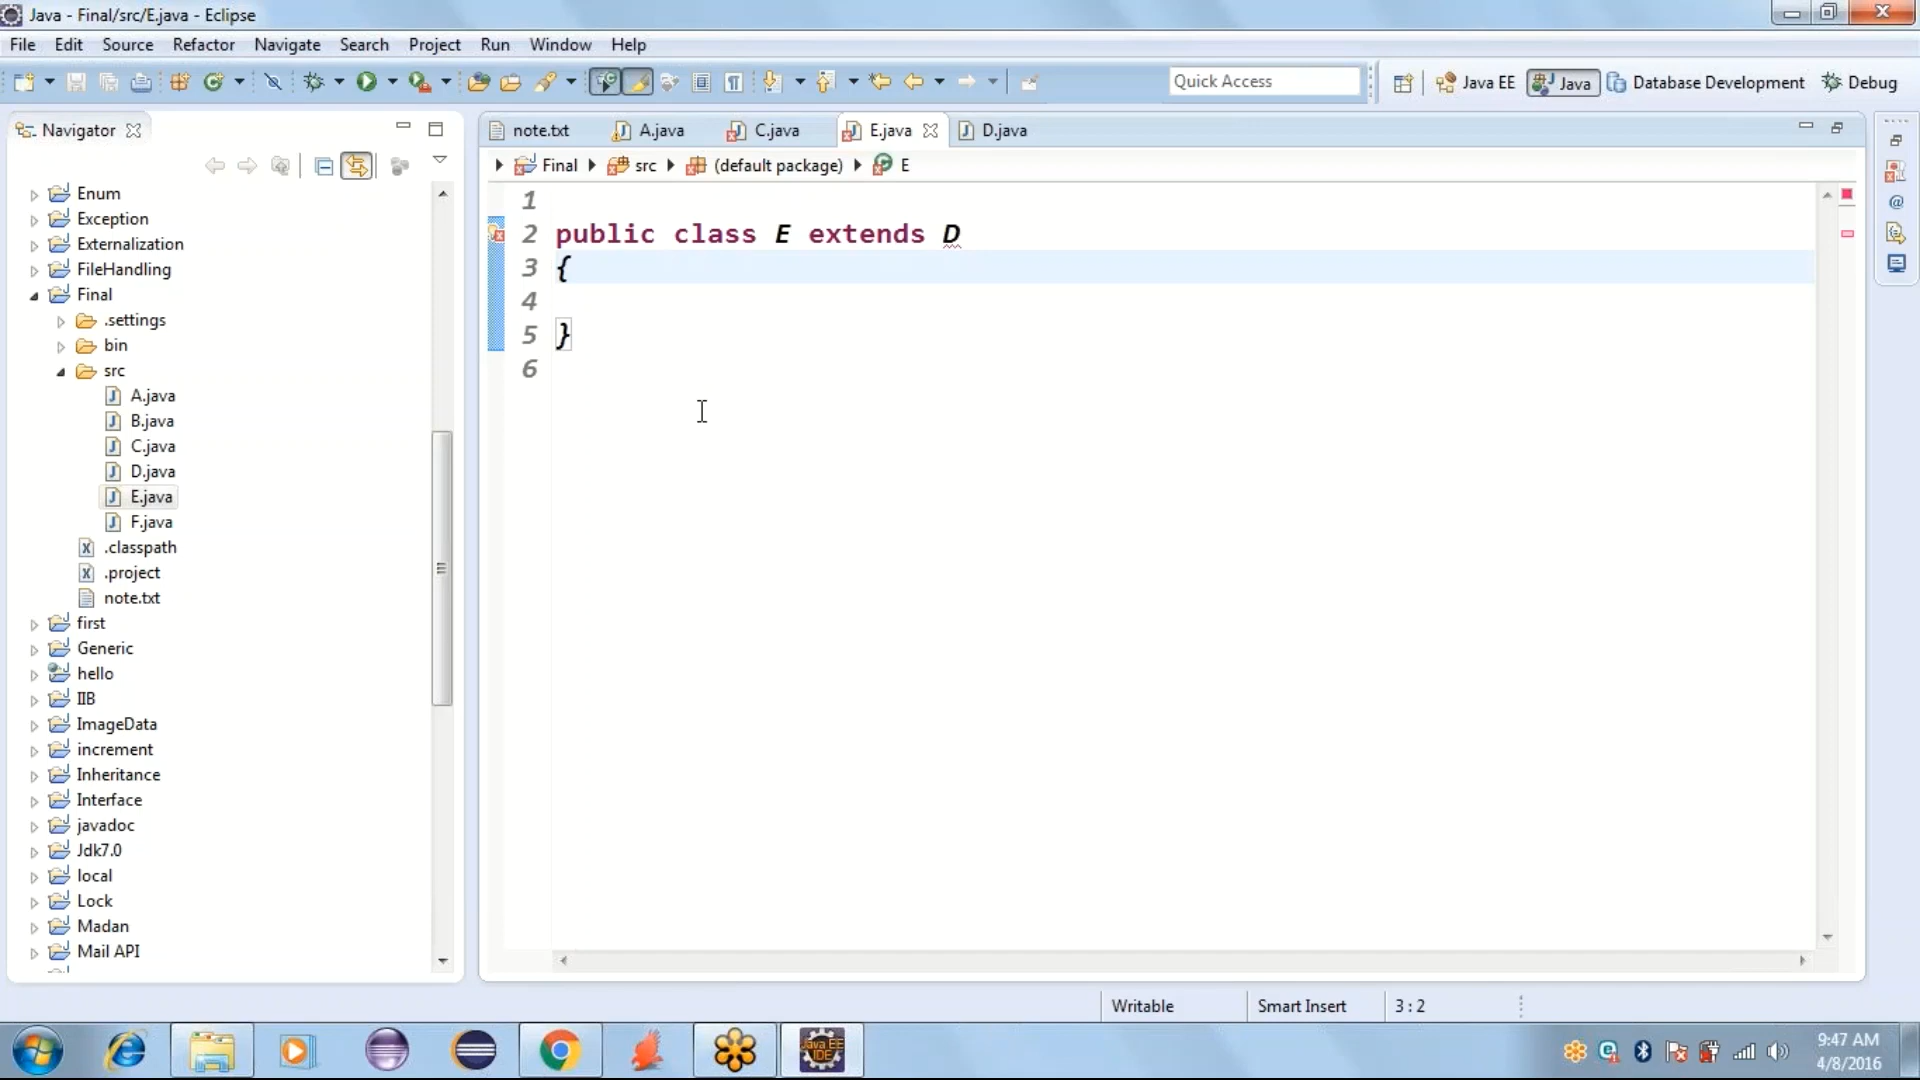 Java - Final/src/E.java - Eclipse
File Edit Source Refactor Navigate Search Project Run Window Help
Quick Access
Java EE
Java
Database Development
Debug
Navigator
note.txt
A.java
C.java
E.java
D.java
Final
src
(default package)
E
Enum
Exception
Externalization
FileHandling
Final
.settings
bin
src
A.java
B.java
C.java
D.java
E.java
F.java
.classpath
.project
note.txt
first
Generic
hello
IIB
ImageData
increment
Inheritance
Interface
javadoc
Jdk7.0
local
Lock
Madan
Mail API
1
2 public class E extends D
3 {
4
5 }
6
Writable
Smart Insert
3 : 2
Java EE
IDE
9:47 AM
4/8/2016